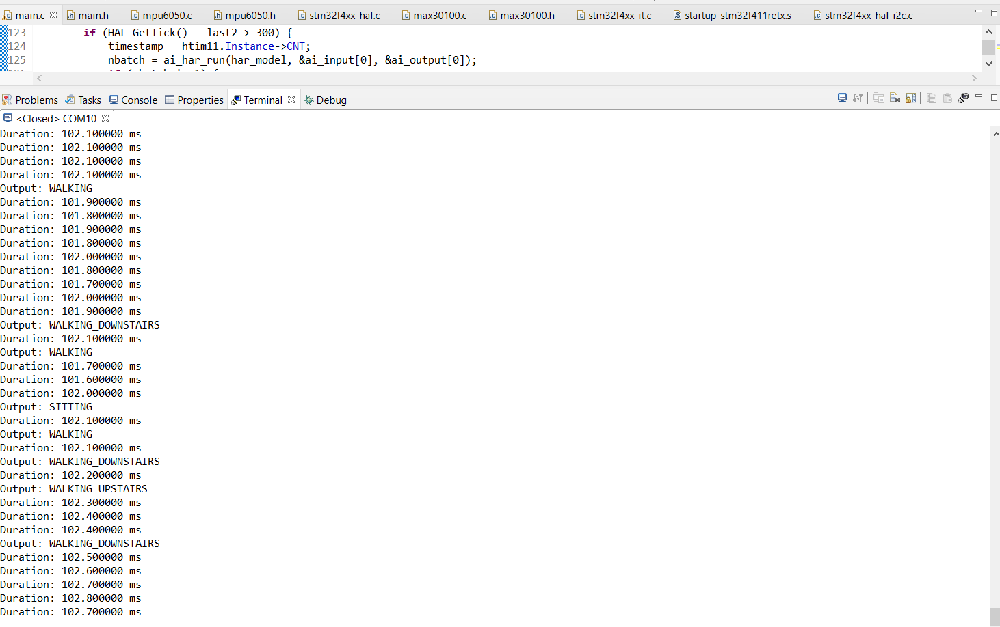 main.c main.h mpu6050.c mpu6050.h stm32f4xx_hal.c max30100.c max30100.h stm32f4xx_it.c startup_stm32f411retx.s stm32f4xx_hal_i2c.c
123 if (HAL_GetTick() - last2 > 300) {
124 timestamp = htim11.Instance->CNT;
125 nbatch = ai_har_run(har_model, &ai_input[0], &ai_output[0]);
Problems Tasks Console Properties Terminal Debug
<Closed> COM10
Duration: 102.100000 ms
Duration: 102.100000 ms
Duration: 102.100000 ms
Duration: 102.100000 ms
Output: WALKING
Duration: 101.900000 ms
Duration: 101.800000 ms
Duration: 101.900000 ms
Duration: 101.800000 ms
Duration: 102.000000 ms
Duration: 101.800000 ms
Duration: 101.700000 ms
Duration: 102.000000 ms
Duration: 101.900000 ms
Output: WALKING_DOWNSTAIRS
Duration: 102.100000 ms
Output: WALKING
Duration: 101.700000 ms
Duration: 101.600000 ms
Duration: 102.000000 ms
Output: SITTING
Duration: 102.100000 ms
Output: WALKING
Duration: 102.100000 ms
Output: WALKING_DOWNSTAIRS
Duration: 102.200000 ms
Output: WALKING_UPSTAIRS
Duration: 102.300000 ms
Duration: 102.400000 ms
Duration: 102.400000 ms
Output: WALKING_DOWNSTAIRS
Duration: 102.500000 ms
Duration: 102.600000 ms
Duration: 102.700000 ms
Duration: 102.800000 ms
Duration: 102.700000 ms